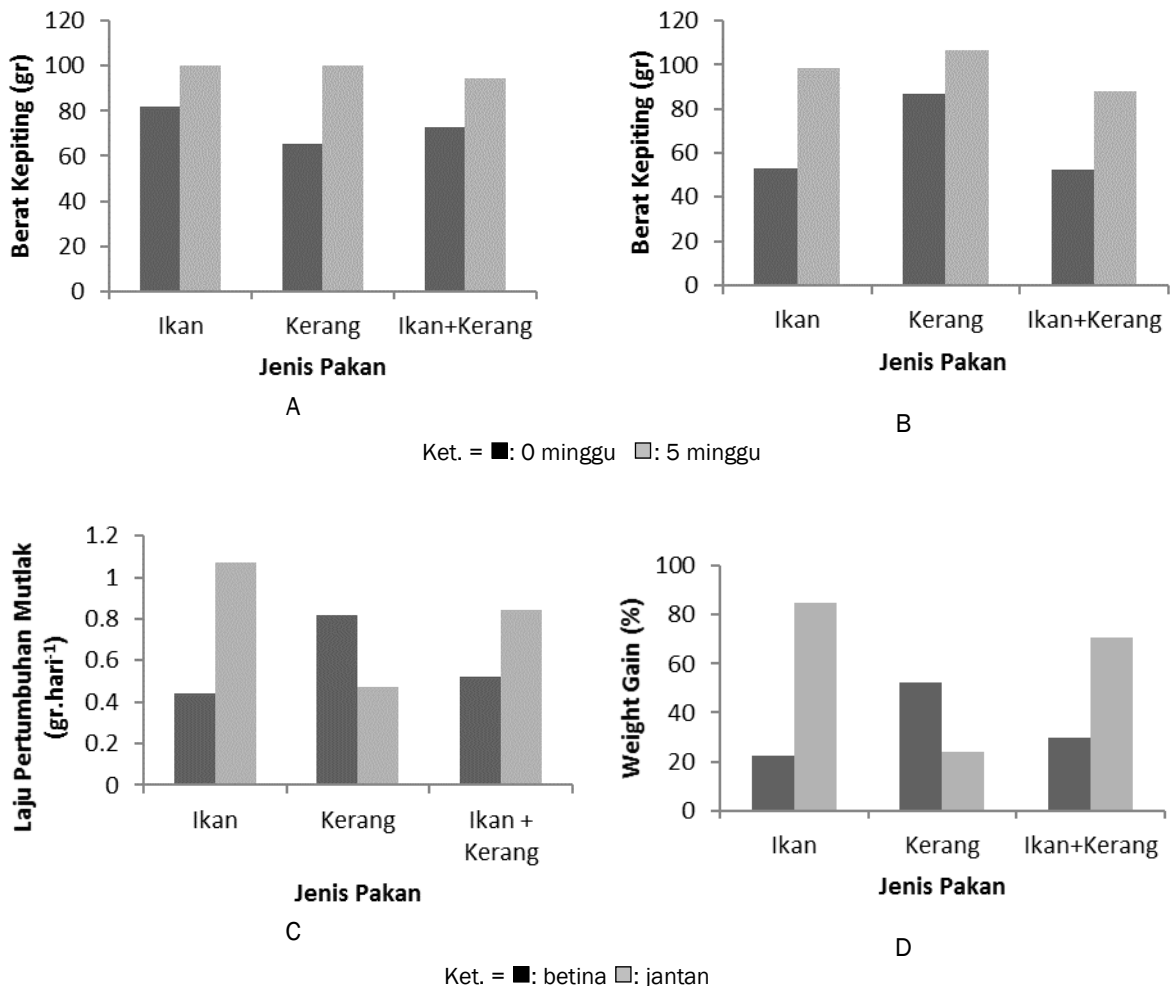 120
100
80
60
40
20
0
Berat Kepiting (gr)
Ikan Kerang Ikan+Kerang
Jenis Pakan
A
120
100
80
60
40
20
0
Berat Kepiting (gr)
Ikan Kerang Ikan+Kerang
Jenis Pakan
B
Ket. = ■: 0 minggu □: 5 minggu
1.2
1
0.8
0.6
0.4
0.2
0
Laju Pertumbuhan Mutlak
(gr.hari⁻¹)
Ikan Kerang Ikan +
Kerang
Jenis Pakan
C
100
80
60
40
20
0
Weight Gain (%)
Ikan Kerang Ikan+Kerang
Jenis Pakan
D
Ket. = ■: betina □: jantan